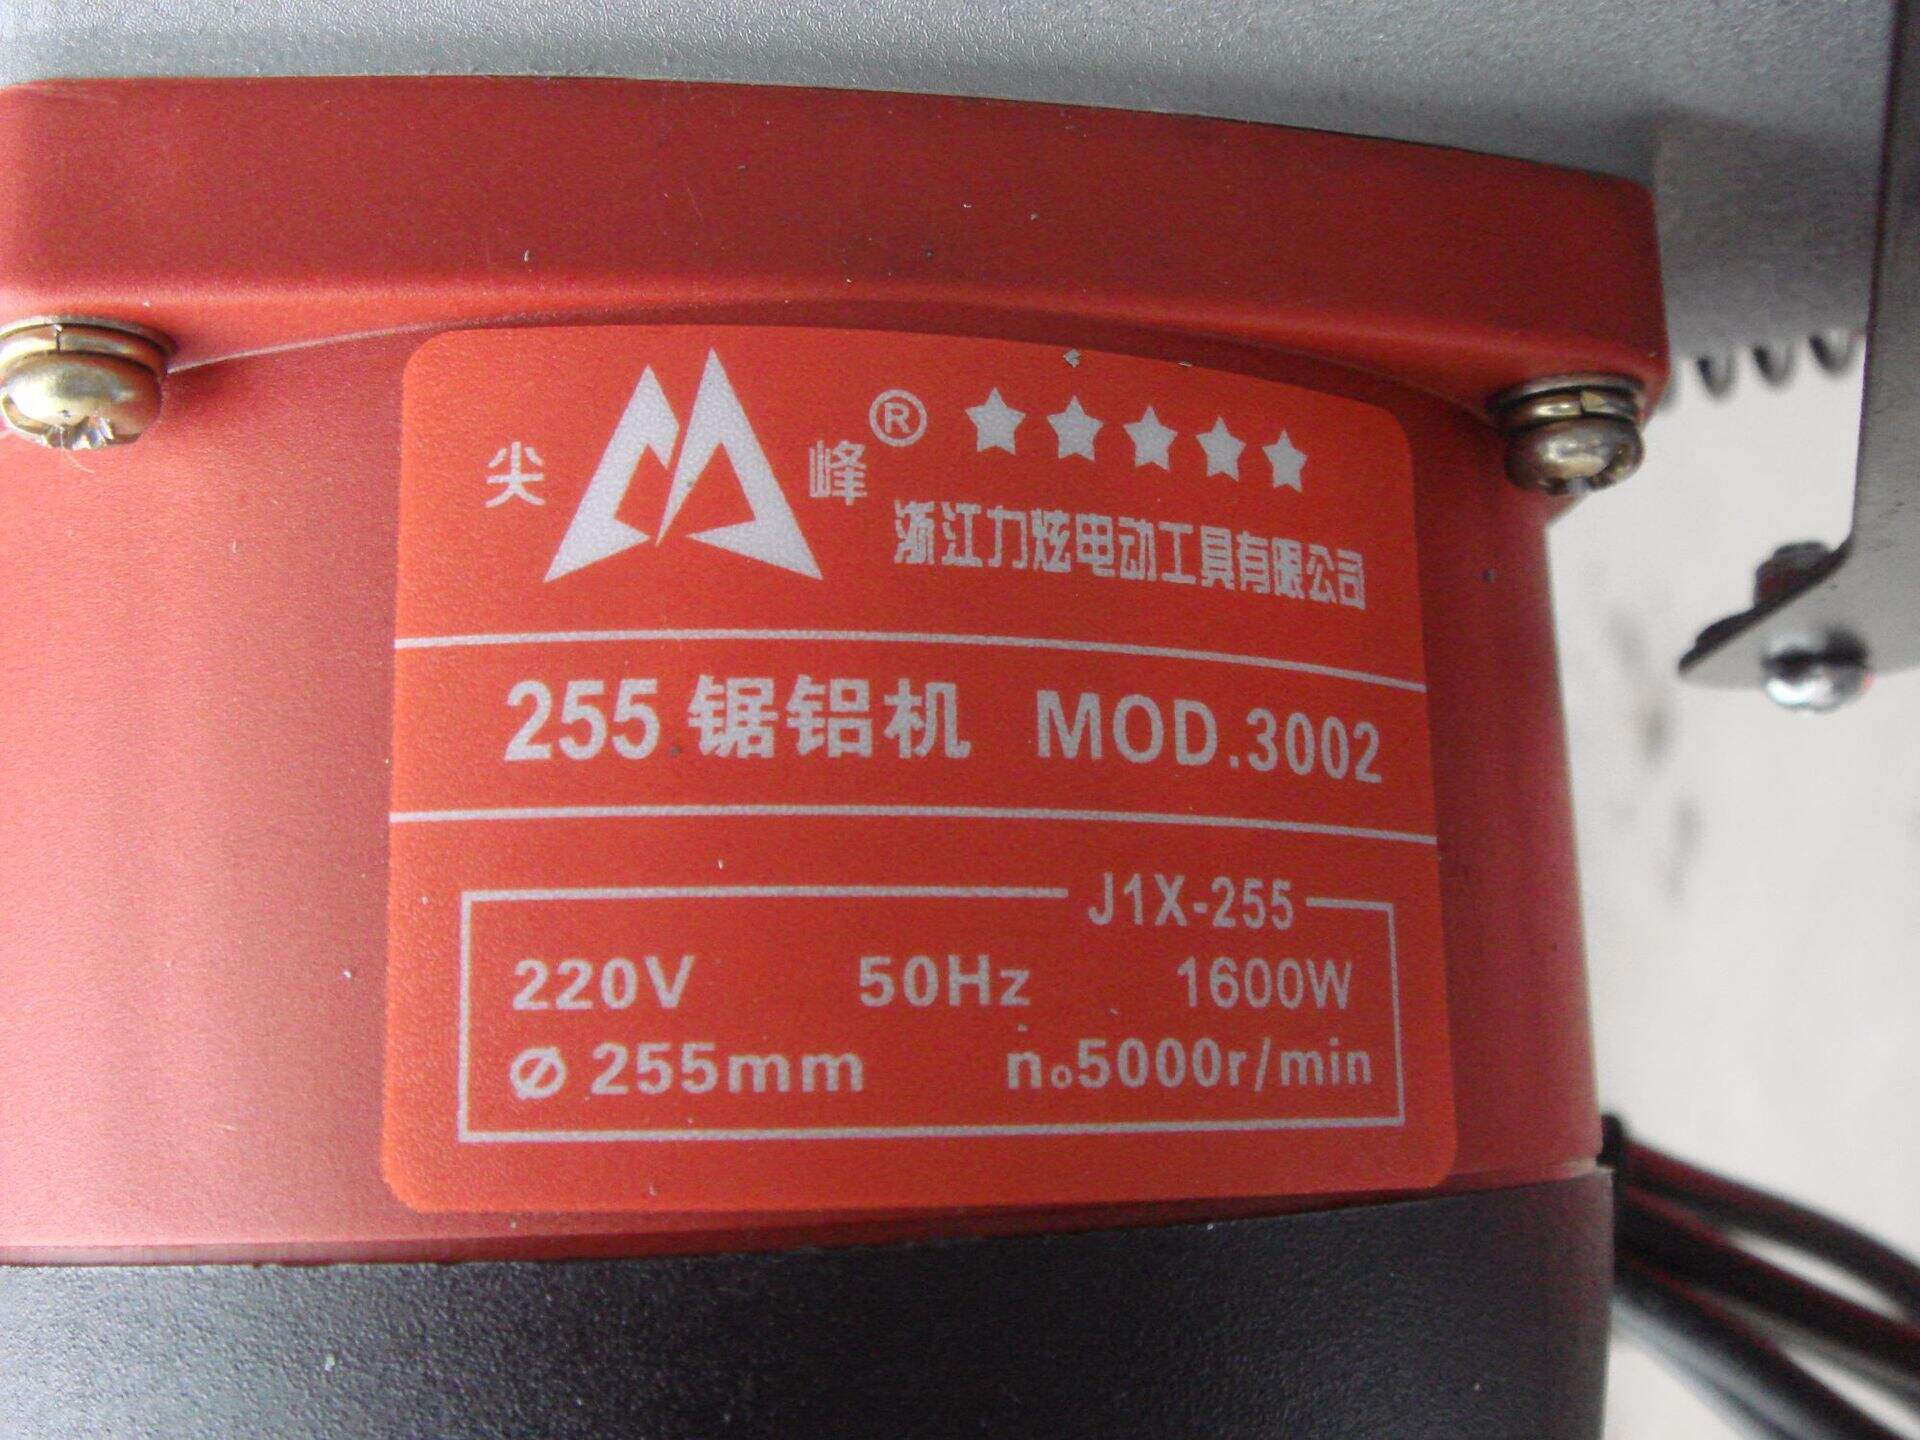 尖 峰 ®
浙江力炫电动工具有限公司
255 锯铝机 MOD.3002
J1X-255
220V 50Hz 1600W
Ø 255mm n₀5000r/min